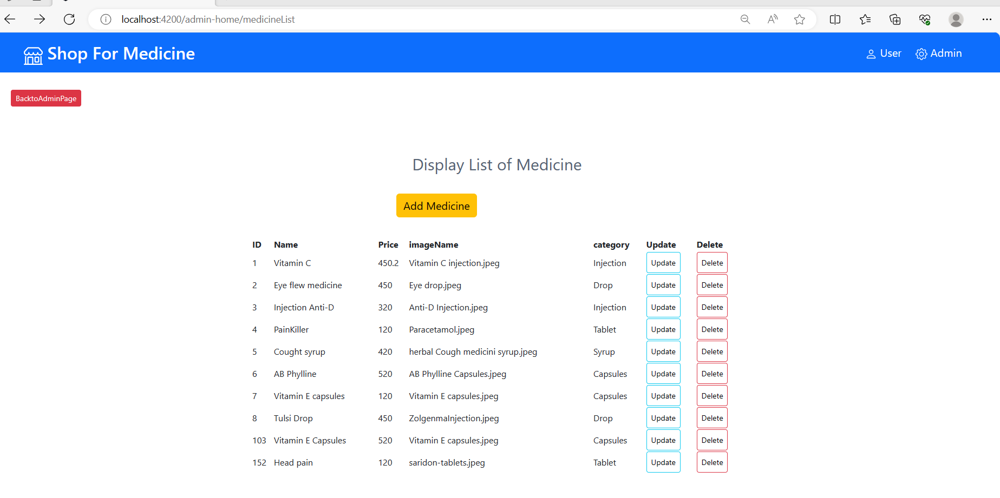 localhost:4200/admin-home/medicineList
Shop For Medicine User Admin
BacktoAdminPage
Display List of Medicine
Add Medicine
ID Name Price imageName category Update Delete
1 Vitamin C 450.2 Vitamin C injection.jpeg Injection Update Delete
2 Eye flew medicine 450 Eye drop.jpeg Drop Update Delete
3 Injection Anti-D 320 Anti-D Injection.jpeg Injection Update Delete
4 PainKiller 120 Paracetamol.jpeg Tablet Update Delete
5 Cought syrup 420 herbal Cough medicini syrup.jpeg Syrup Update Delete
6 AB Phylline 520 AB Phylline Capsules.jpeg Capsules Update Delete
7 Vitamin E capsules 120 Vitamin E capsules.jpeg Capsules Update Delete
8 Tulsi Drop 450 ZolgenmaInjection.jpeg Drop Update Delete
103 Vitamin E Capsules 520 Vitamin E capsules.jpeg Capsules Update Delete
152 Head pain 120 saridon-tablets.jpeg Tablet Update Delete